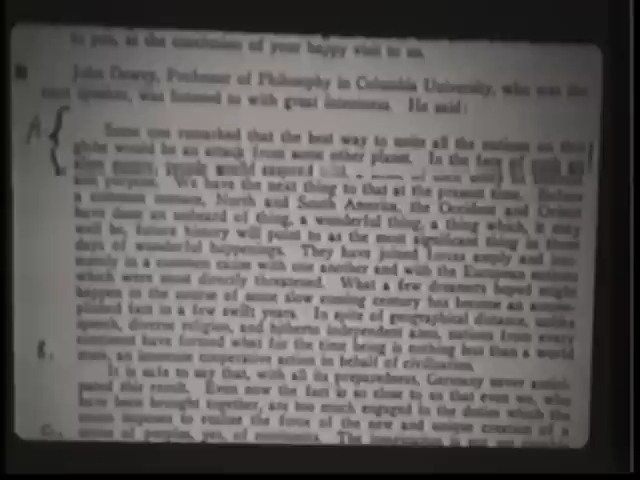 to you, at the conclusion of your happy visit to us.
John Dewey, Professor of Philosophy in Columbia University, who was the
next speaker, was listened to with great intentness. He said:
A.
Some one remarked that the best way to unite all the nations on this
globe would be an attack from some other planet. In the face of such an
alien enemy, people would respond with a sense of their unity of interest
and purpose. We have the next thing to that at the present time. Before
a common menace, North and South America, the Occident and Orient
have done an unheard of thing, a wonderful thing, a thing which, it may
well be, future history will point to as the most significant thing in these
days of wonderful happenings. They have joined forces amply and inti-
mately in a common cause with one another and with the European nations
which were most directly threatened. What a few dreamers hoped might
happen in the course of some slow coming century has become an accom-
plished fact in a few swift years. In spite of geographical distance, unlike
speech, diverse religion, and hitherto independent aims, nations from every
continent have formed what for the time being is nothing less than a world
state, an immense cooperative action in behalf of civilization.
B.
It is safe to say that, with all its preparedness, Germany never antici-
pated this result. Even now the fact is so close to us that even we, who
have been brought together, are too much engaged in the duties which the
union imposes to realize the force of the new and unique creation of a
union of peoples, yes, of continents. The